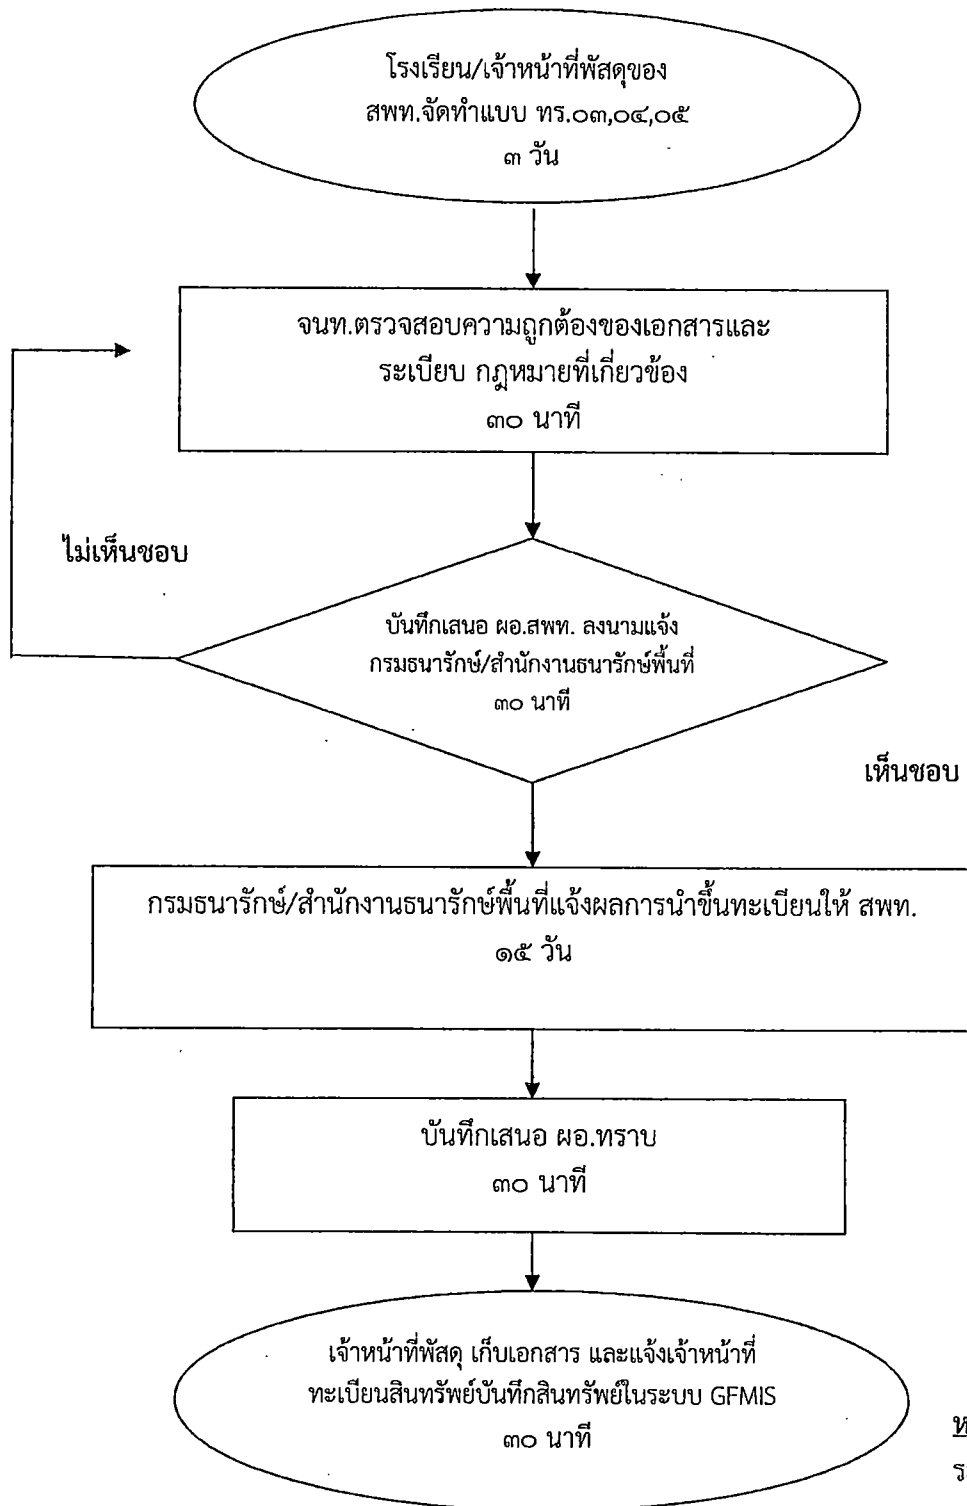 โรงเรียน/เจ้าหน้าที่พัสดุของ
สพท.จัดทำแบบ ทร.๐๓,๐๔,๐๕
๓ วัน
จนท.ตรวจสอบความถูกต้องของเอกสารและ
ระเบียบ กฎหมายที่เกี่ยวข้อง
๓๐ นาที
ไม่เห็นชอบ
บันทึกเสนอ ผอ.สพท. ลงนามแจ้ง
กรมธนารักษ์/สำนักงานธนารักษ์พื้นที่
๓๐ นาที
เห็นชอบ
กรมธนารักษ์/สำนักงานธนารักษ์พื้นที่แจ้งผลการนำขึ้นทะเบียนให้ สพท.
๑๕ วัน
บันทึกเสนอ ผอ.ทราบ
๓๐ นาที
เจ้าหน้าที่พัสดุ เก็บเอกสาร และแจ้งเจ้าหน้าที่
ทะเบียนสินทรัพย์บันทึกสินทรัพย์ในระบบ GFMIS
๓๐ นาที